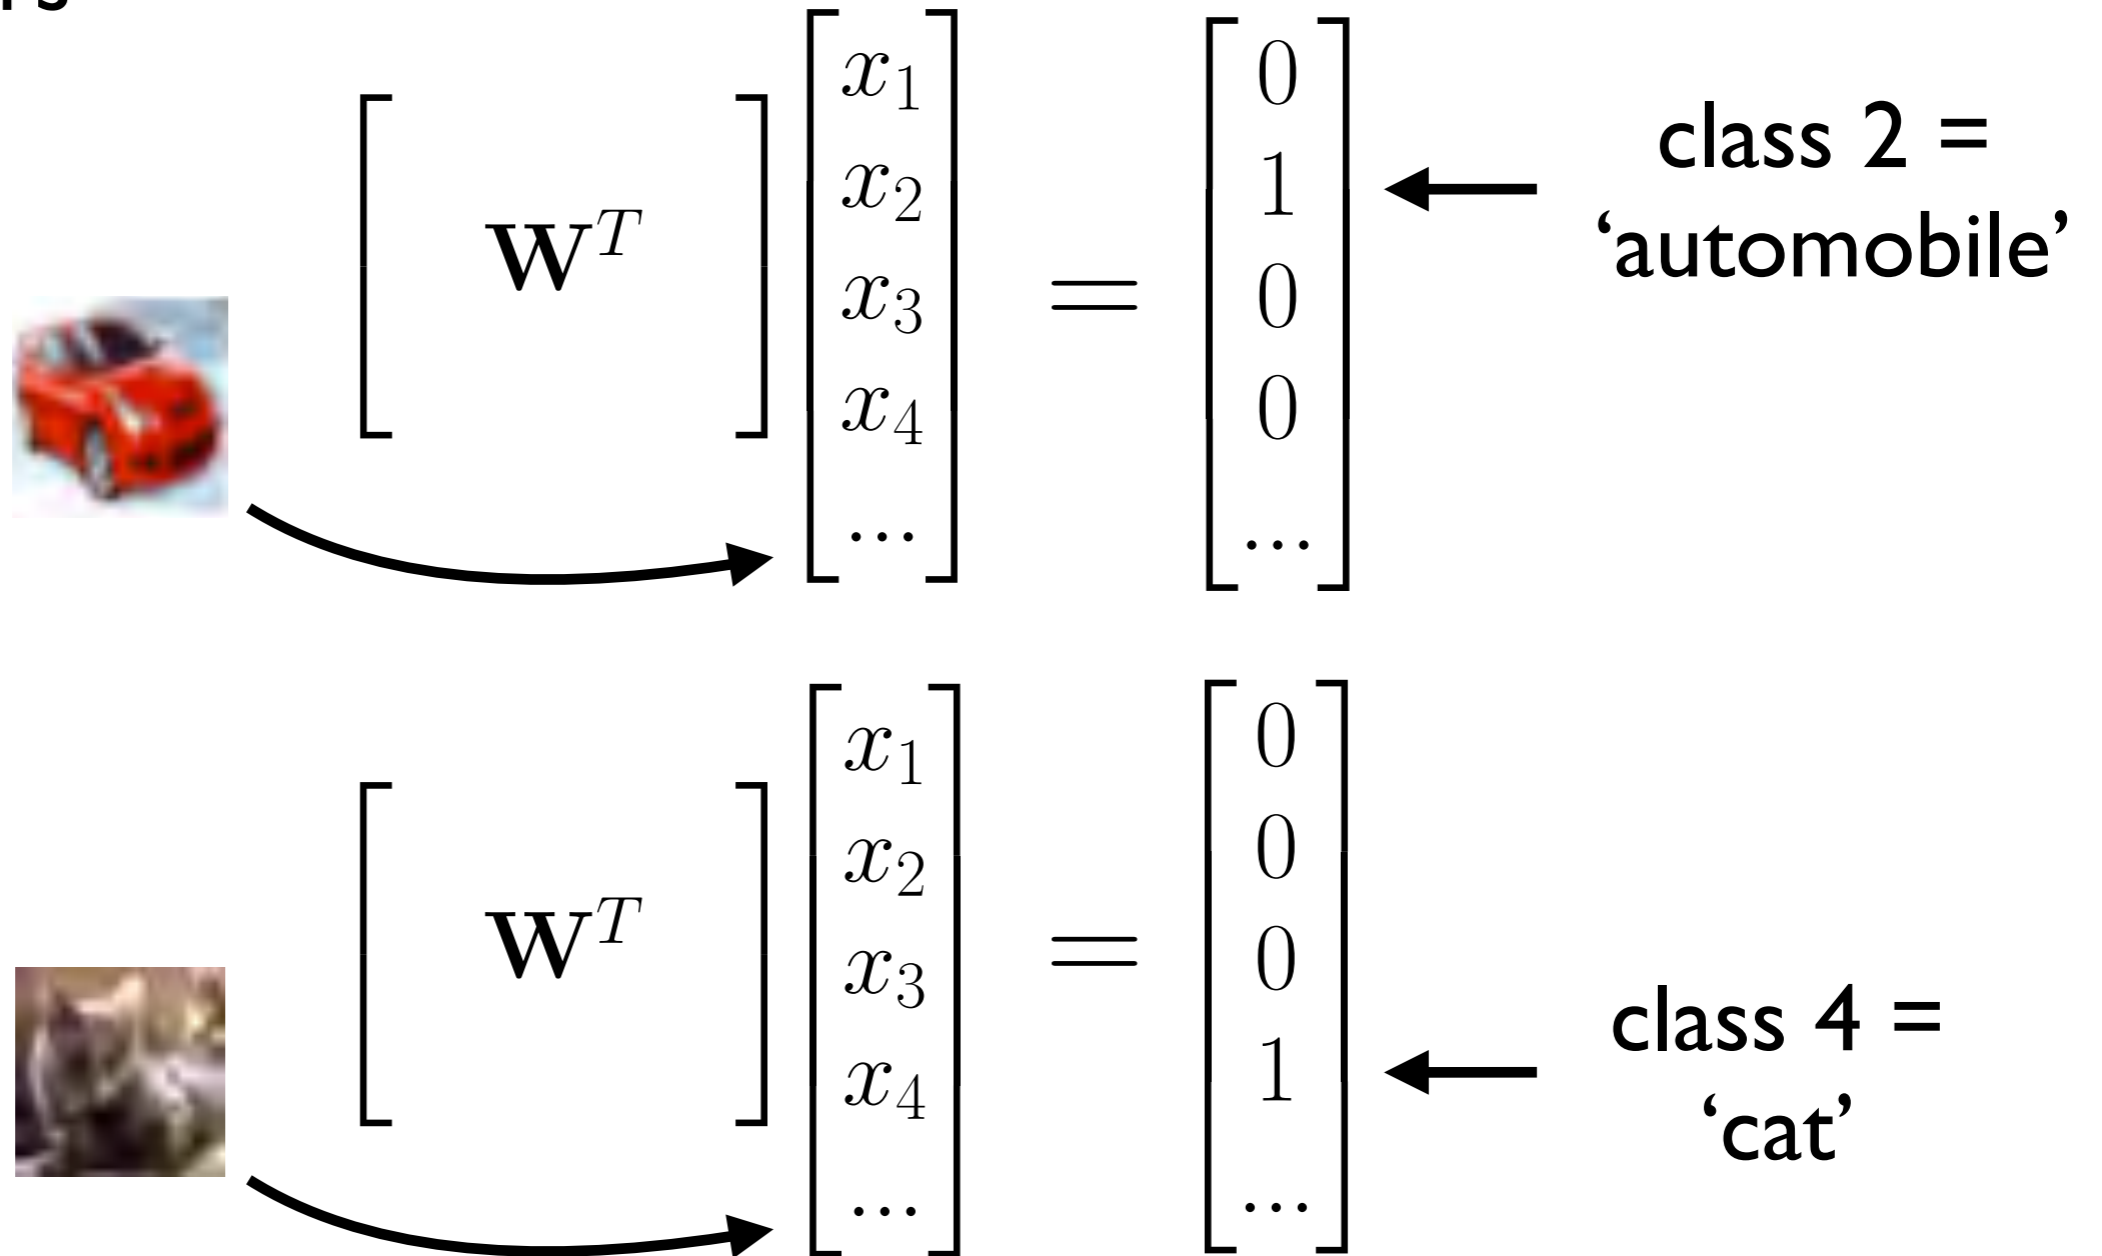 W^T [x_1 x_2 x_3 x_4 ...] = [0 1 0 0 ...]
class 2 =
‘automobile’
W^T [x_1 x_2 x_3 x_4 ...] = [0 0 0 1 ...]
class 4 =
‘cat’